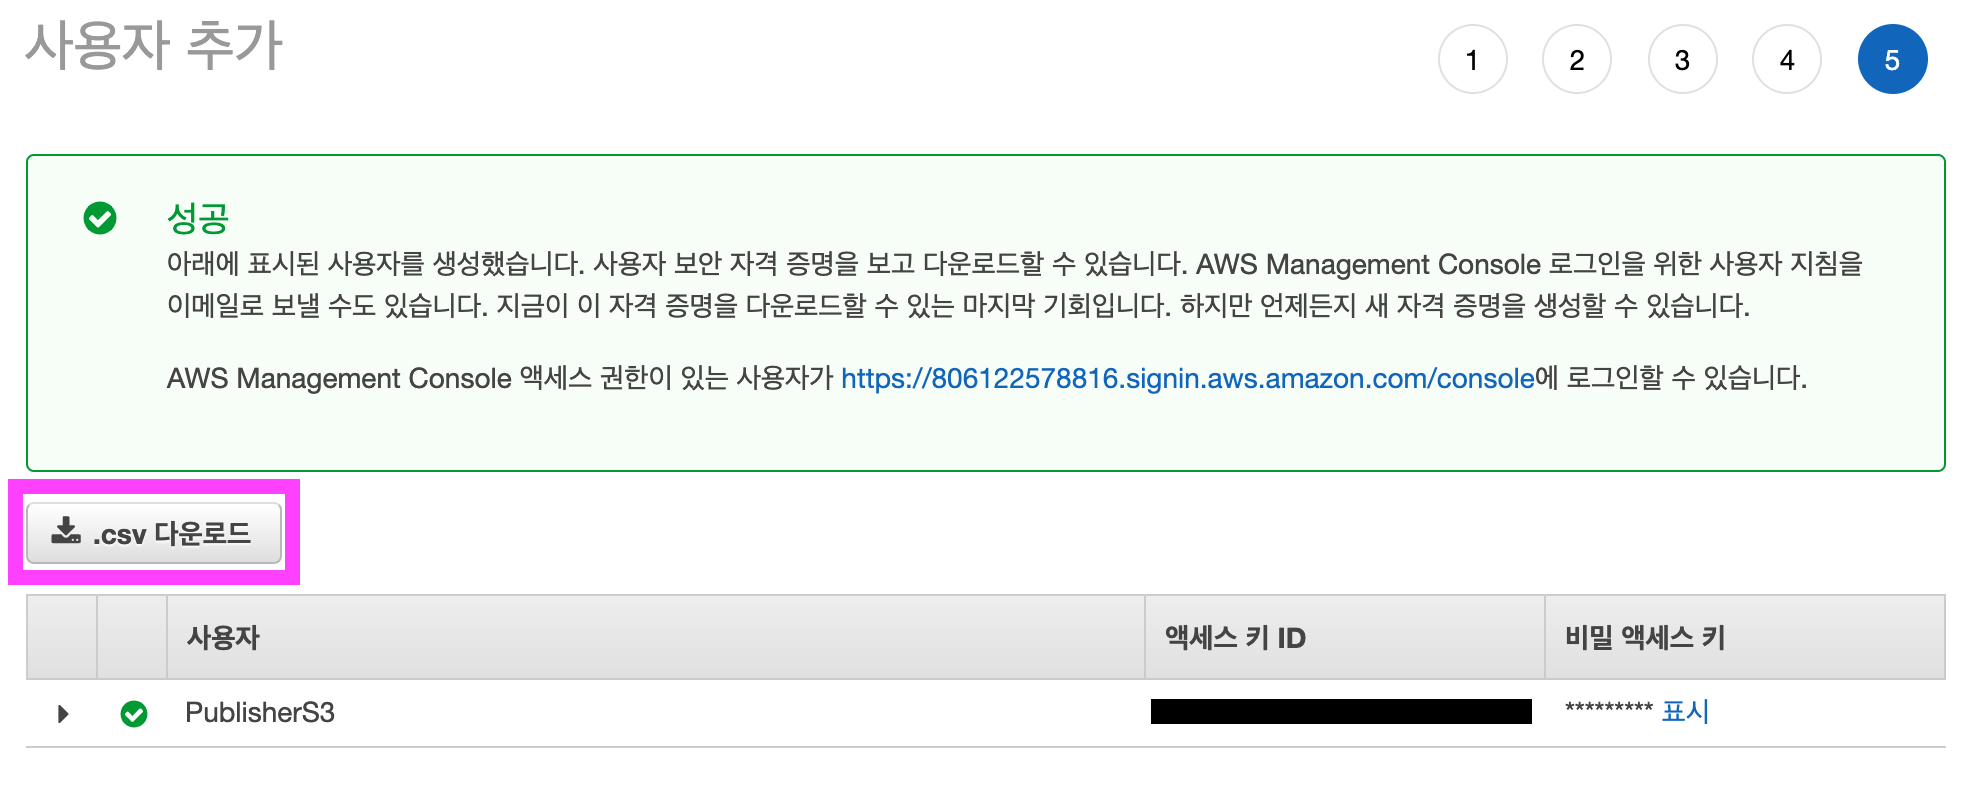 사용자 추가
1 2 3 4 5
성공
아래에 표시된 사용자를 생성했습니다. 사용자 보안 자격 증명을 보고 다운로드할 수 있습니다. AWS Management Console 로그인을 위한 사용자 지침을
이메일로 보낼 수도 있습니다. 지금이 이 자격 증명을 다운로드할 수 있는 마지막 기회입니다. 하지만 언제든지 새 자격 증명을 생성할 수 있습니다.
AWS Management Console 액세스 권한이 있는 사용자가 https://806122578816.signin.aws.amazon.com/console에 로그인할 수 있습니다.
.csv 다운로드
사용자 액세스 키 ID 비밀 액세스 키
PublisherS3 ********* 표시